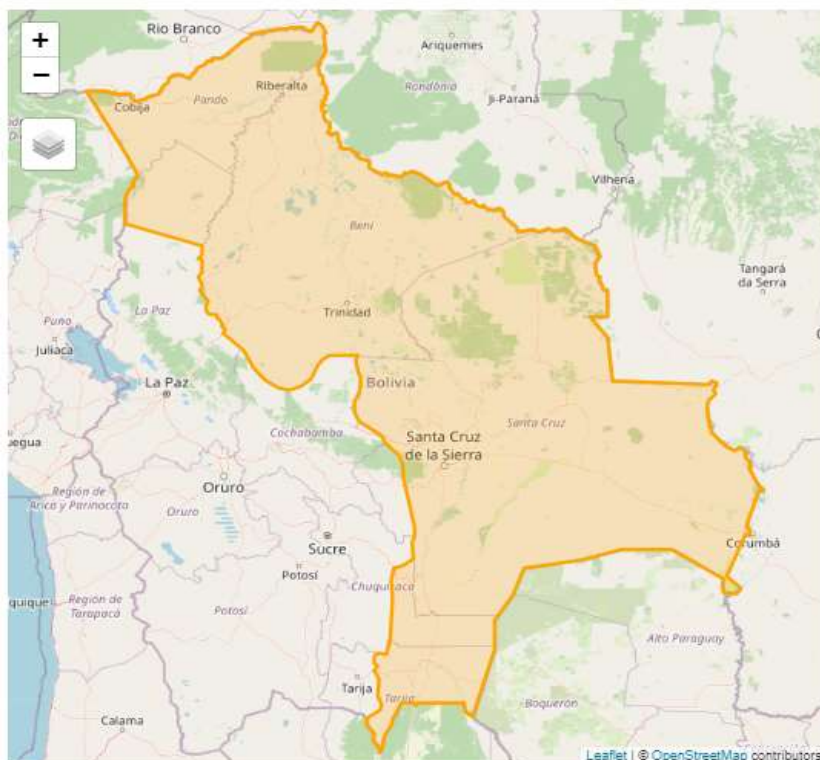 +
−
Rio Branco
Ariquemes
Cobija
Pando
Riberalta
Rondônia
Ji-Paraná
Vilhena
Beni
Tangará
da Serra
Trinidad
La Paz
Puno
Juliaca
La Paz
Bolivia
Cochabamba
Santa Cruz
Santa Cruz
de la Sierra
egua
Oruro
Región de
Arica y Parinacota
Oruro
Sucre
Corumbá
Potosí
Chuquisaca
iquique
Región de
Tarapacá
Potosí
Alto Paraguay
Tarija
Tarija
Boquerón
Calama
Leaflet | © OpenStreetMap contributors